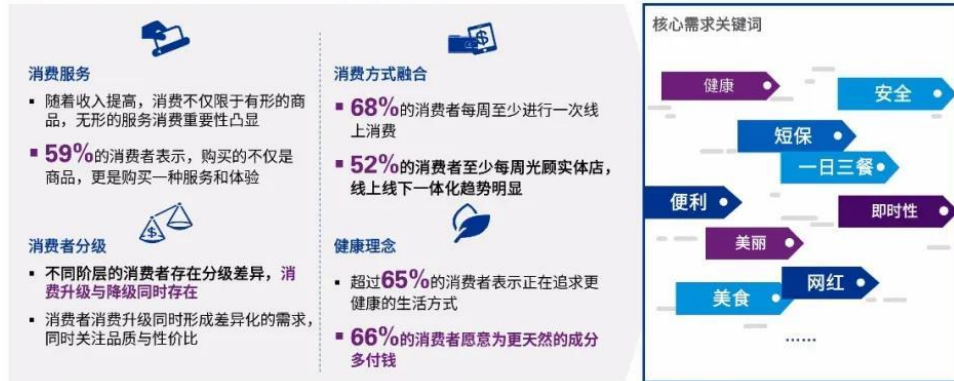 消费服务
▪ 随着收入提高，消费不仅限于有形的商
品，无形的服务消费重要性凸显
▪ 59%的消费者表示，购买的不仅是
商品，更是购买一种服务和体验
消费者分级
▪ 不同阶层的消费者存在分级差异，消
费升级与降级同时存在
▪ 消费者消费升级同时形成差异化的需求，
同时关注品质与性价比
消费方式融合
▪ 68%的消费者每周至少进行一次线
上消费
▪ 52%的消费者至少每周光顾实体店，
线上线下一体化趋势明显
健康理念
▪ 超过65%的消费者表示正在追求更
健康的生活方式
▪ 66%的消费者愿意为更天然的成分
多付钱
核心需求关键词
健康
安全
短保
一日三餐
便利
即时性
美丽
网红
美食
……